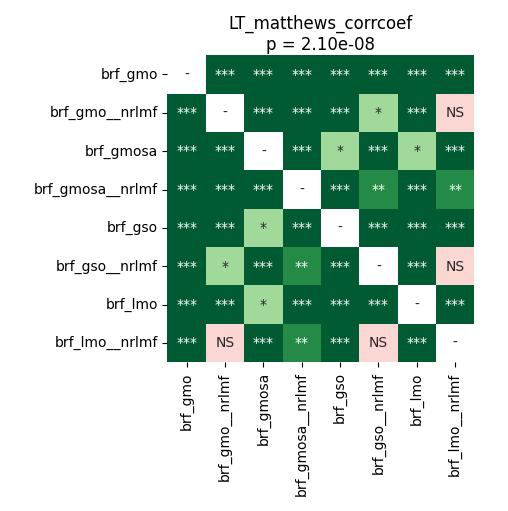 LT_matthews_corrcoef
p = 2.10e-08
brf_gmo - *** *** *** *** *** *** ***
brf_gmo__nrlmf *** - *** *** *** * *** NS
brf_gmosa *** *** - *** * *** * ***
brf_gmosa__nrlmf *** *** *** - *** ** *** **
brf_gso *** *** * *** - *** *** ***
brf_gso__nrlmf *** * *** ** *** - *** NS
brf_lmo *** *** * *** *** *** - ***
brf_lmo__nrlmf *** NS *** ** *** NS *** -
brf_gmo
brf_gmo__nrlmf
brf_gmosa
brf_gmosa__nrlmf
brf_gso
brf_gso__nrlmf
brf_lmo
brf_lmo__nrlmf